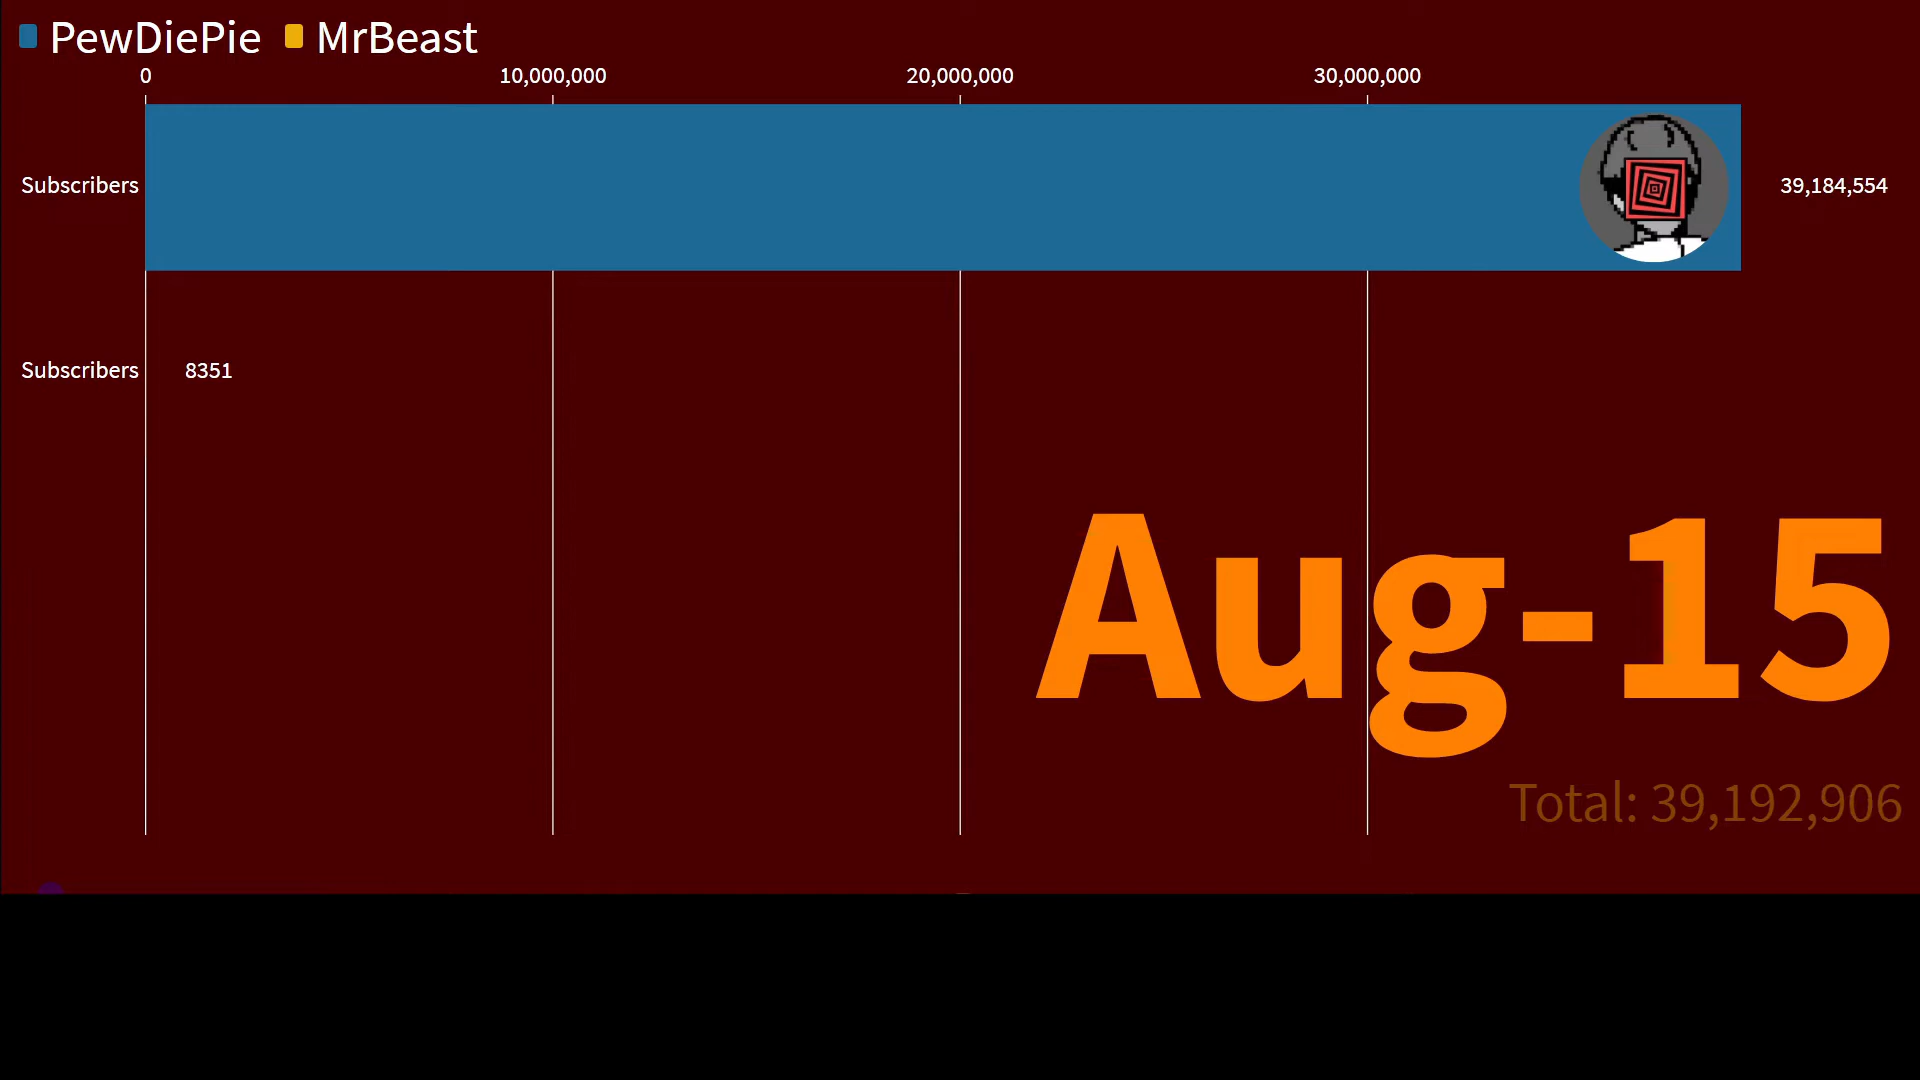 PewDiePie MrBeast
0 10,000,000 20,000,000 30,000,000
Subscribers 39,184,554
Subscribers 8351
Aug-15
Total: 39,192,906